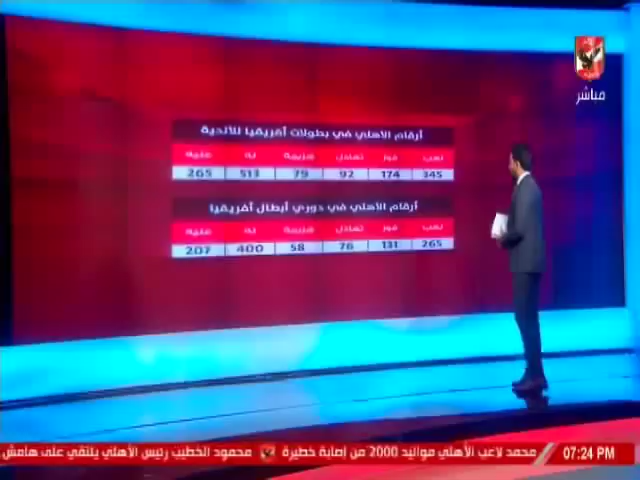 مباشر
أرقام الأهلي في بطولات أفريقيا للأندية
لعب فوز تعادل هزيمة له عليه
345 174 92 79 513 265
أرقام الأهلي في دوري أبطال أفريقيا
لعب فوز تعادل هزيمة له عليه
265 131 76 58 400 207
07:24 PM محمد لاعب الأهلي مواليد 2000 من إصابة خطيرة محمود الخطيب رئيس الأهلي يلتقي على هامش